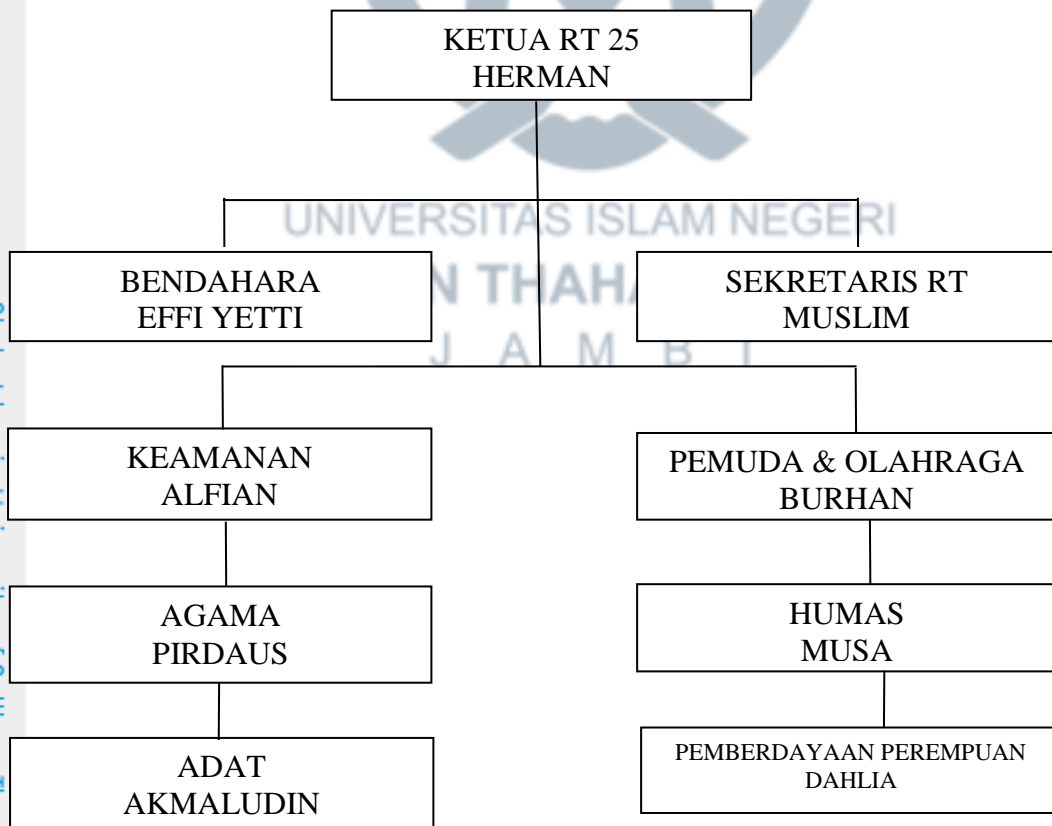 KETUA RT 25
HERMAN
UNIVERSITAS ISLAM NEGERI
N THAHA
J A M B I
BENDAHARA
EFFI YETTI
SEKRETARIS RT
MUSLIM
KEAMANAN
ALFIAN
PEMUDA & OLAHRAGA
BURHAN
AGAMA
PIRDAUS
HUMAS
MUSA
ADAT
AKMALUDIN
PEMBERDAYAAN PEREMPUAN
DAHLIA